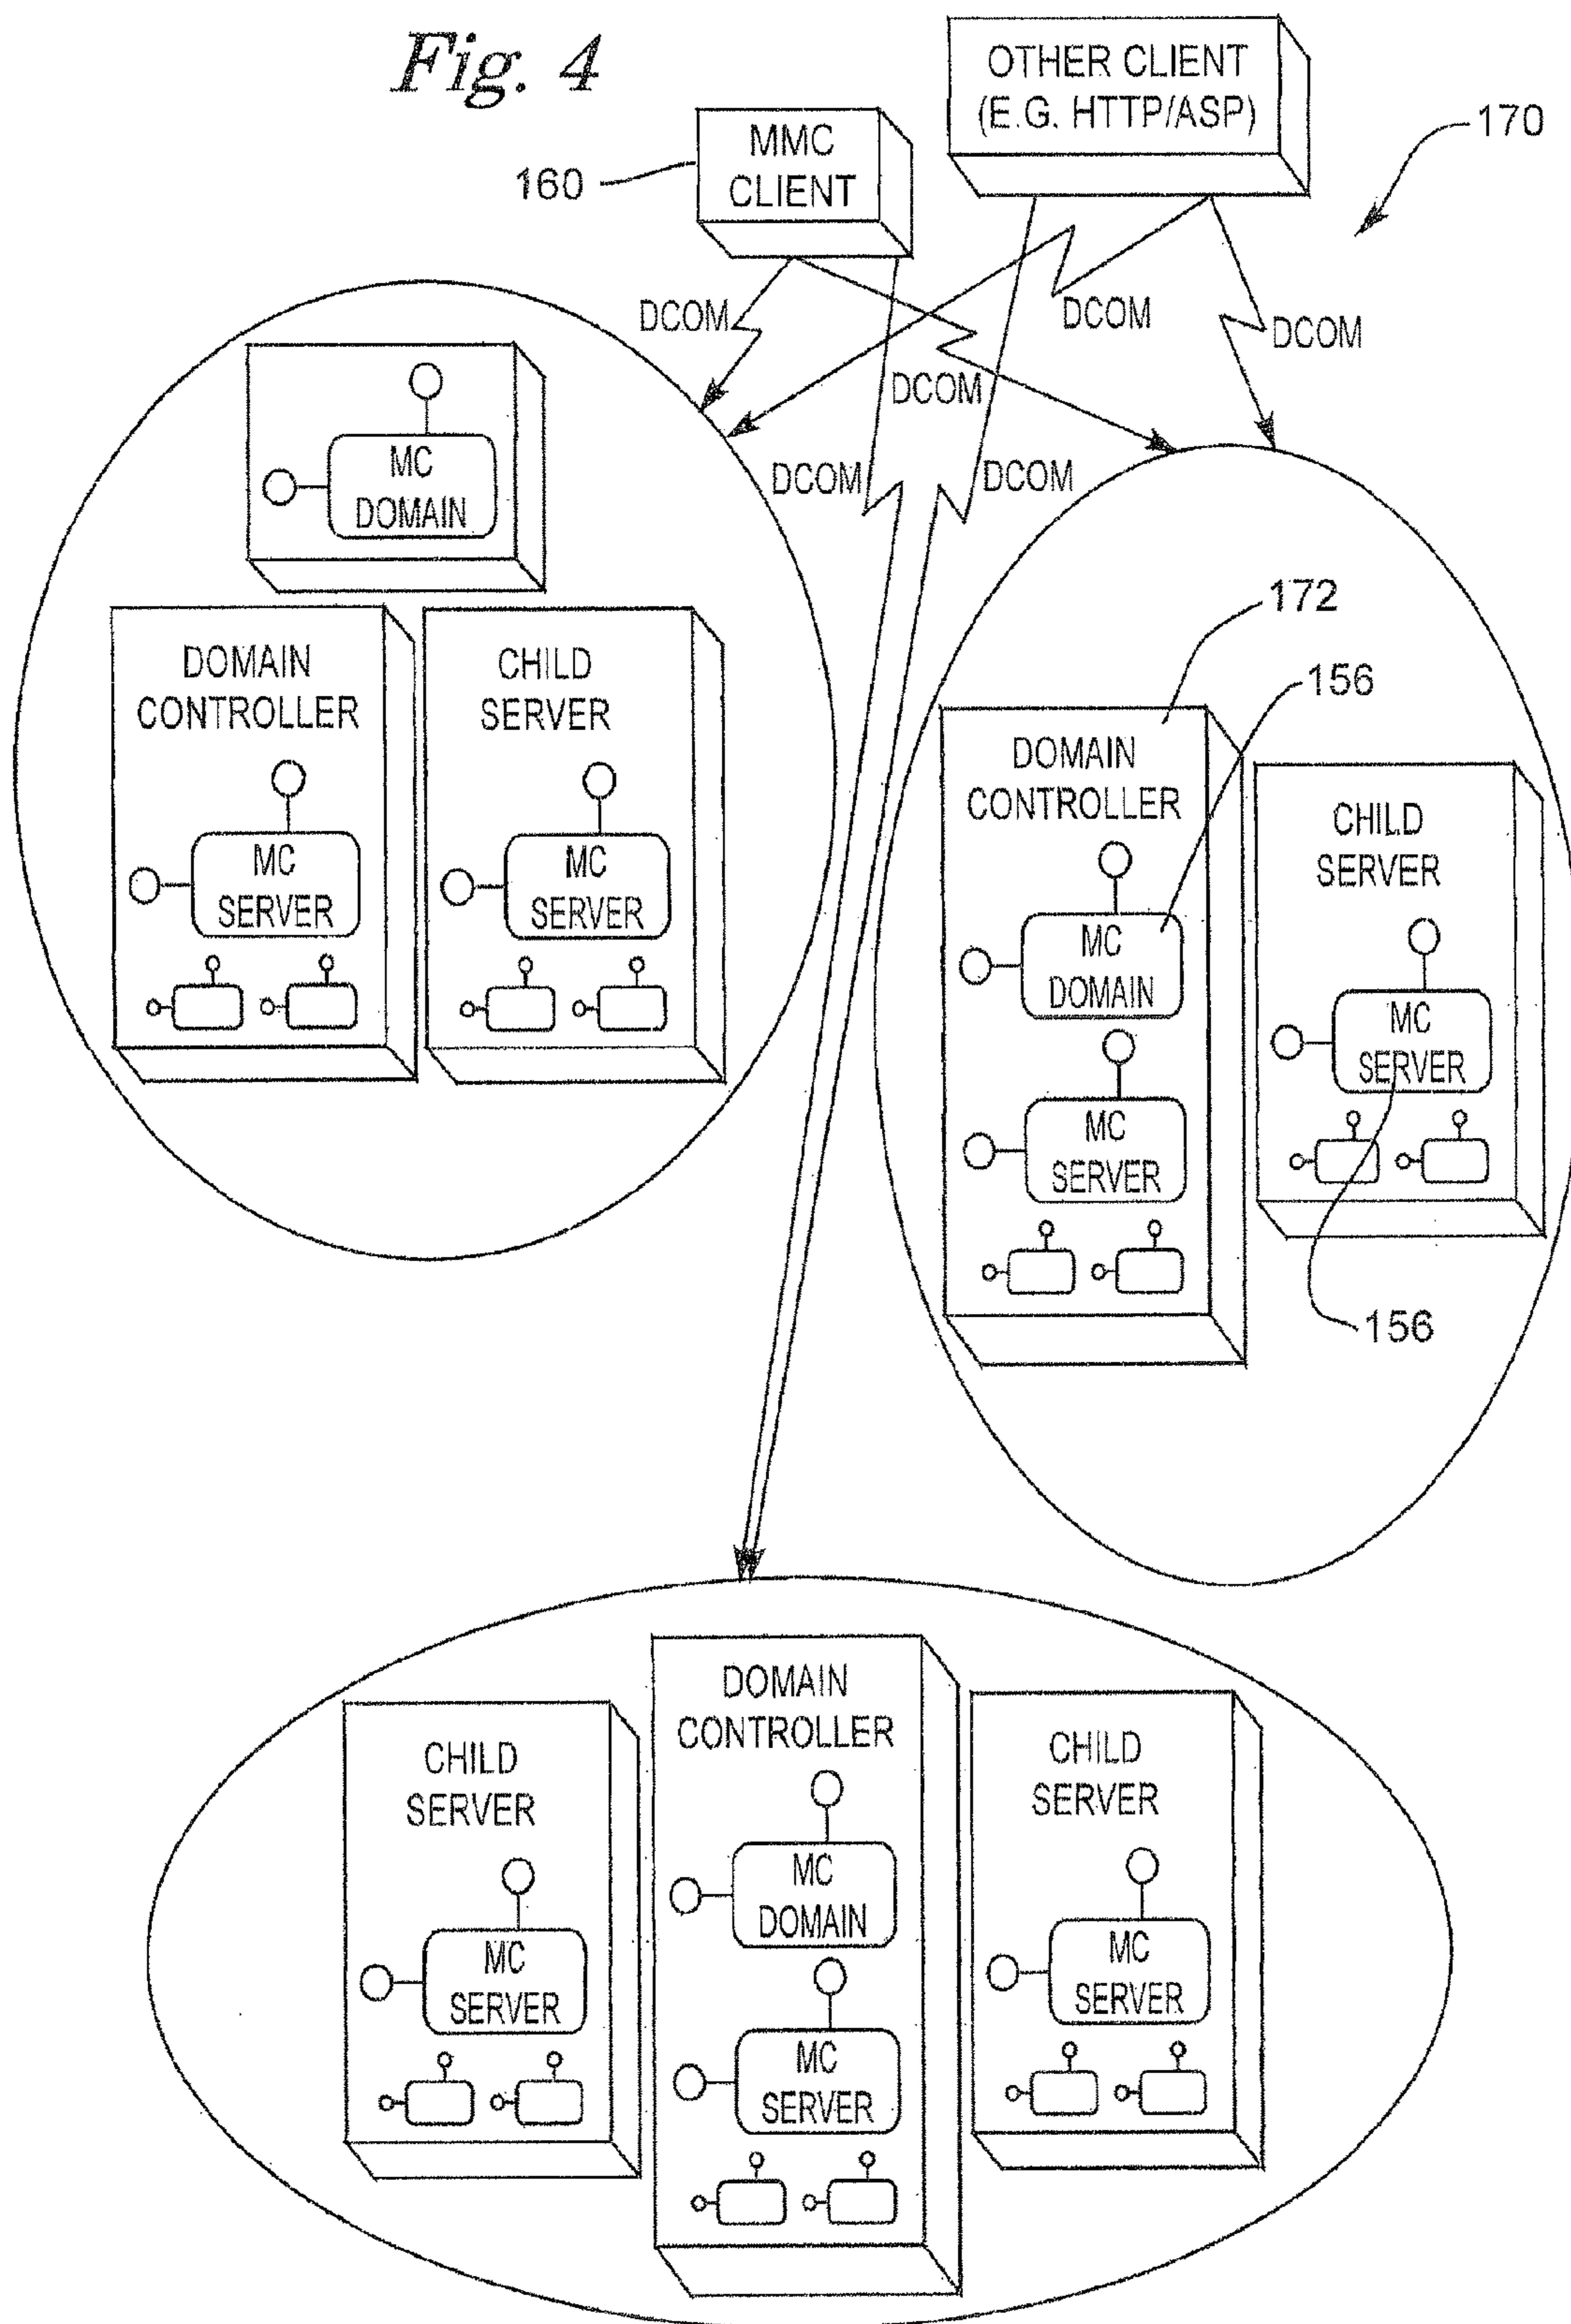 Fig. 4
OTHER CLIENT
(E.G. HTTP/ASP)
170
MMC
CLIENT
160
DCOM
DCOM
DCOM
DCOM
DCOM
DCOM
MC
DOMAIN
DOMAIN
CONTROLLER
MC
SERVER
CHILD
SERVER
MC
SERVER
172
156
DOMAIN
CONTROLLER
MC
DOMAIN
MC
SERVER
CHILD
SERVER
MC
SERVER
156
CHILD
SERVER
MC
SERVER
DOMAIN
CONTROLLER
MC
DOMAIN
MC
SERVER
CHILD
SERVER
MC
SERVER